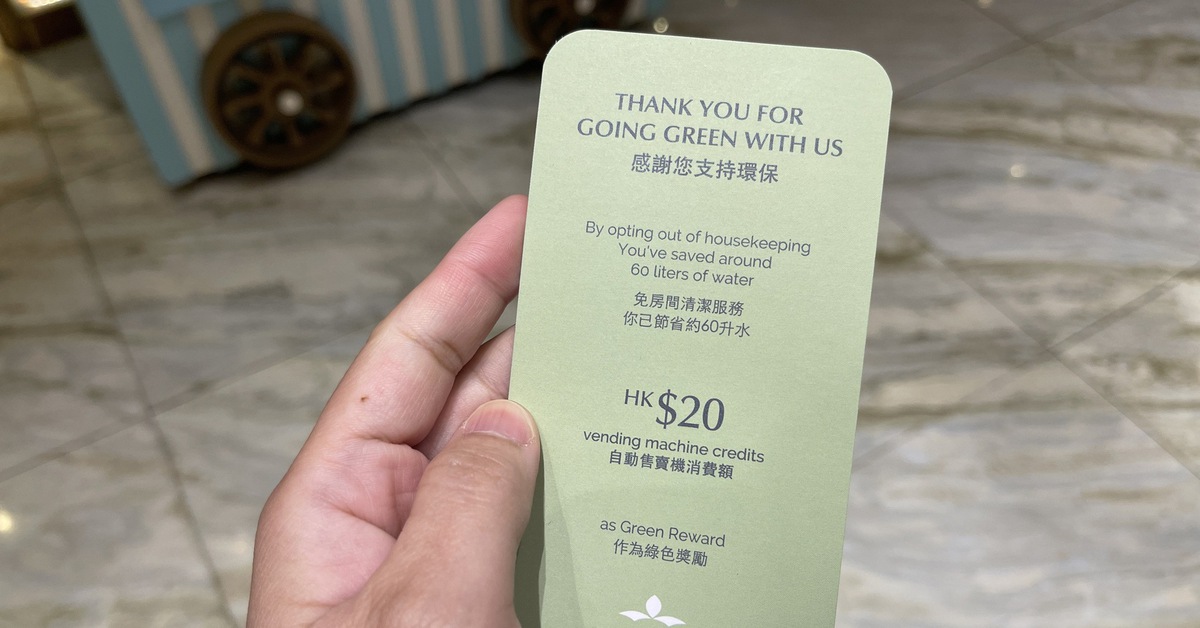 THANK YOU FOR
GOING GREEN WITH US
感謝您支持環保
By opting out of housekeeping
You've saved around
60 liters of water
免房間清潔服務
你已節省約60升水
HK$20
vending machine credits
自動售賣機消費額
as Green Reward
作為綠色獎勵